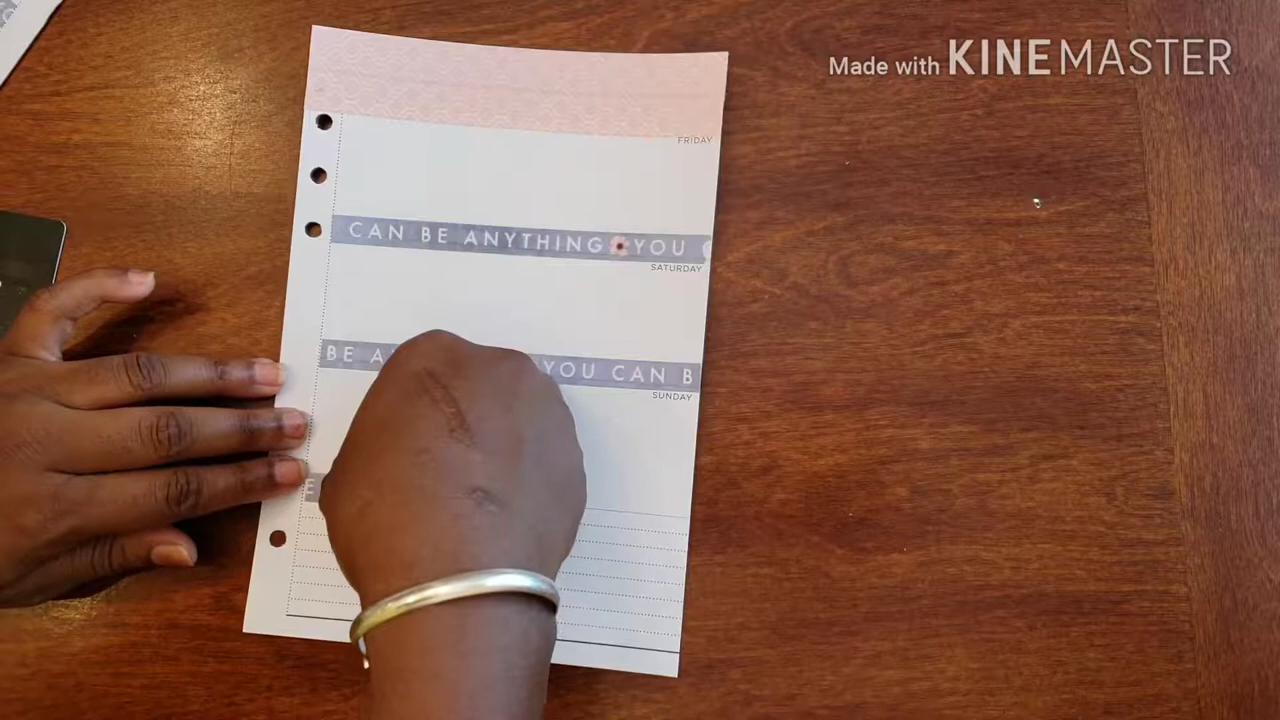 Made with KINEMASTER
FRIDAY
CAN BE ANYTHING YOU
SATURDAY
BE YOU CAN B
SUNDAY